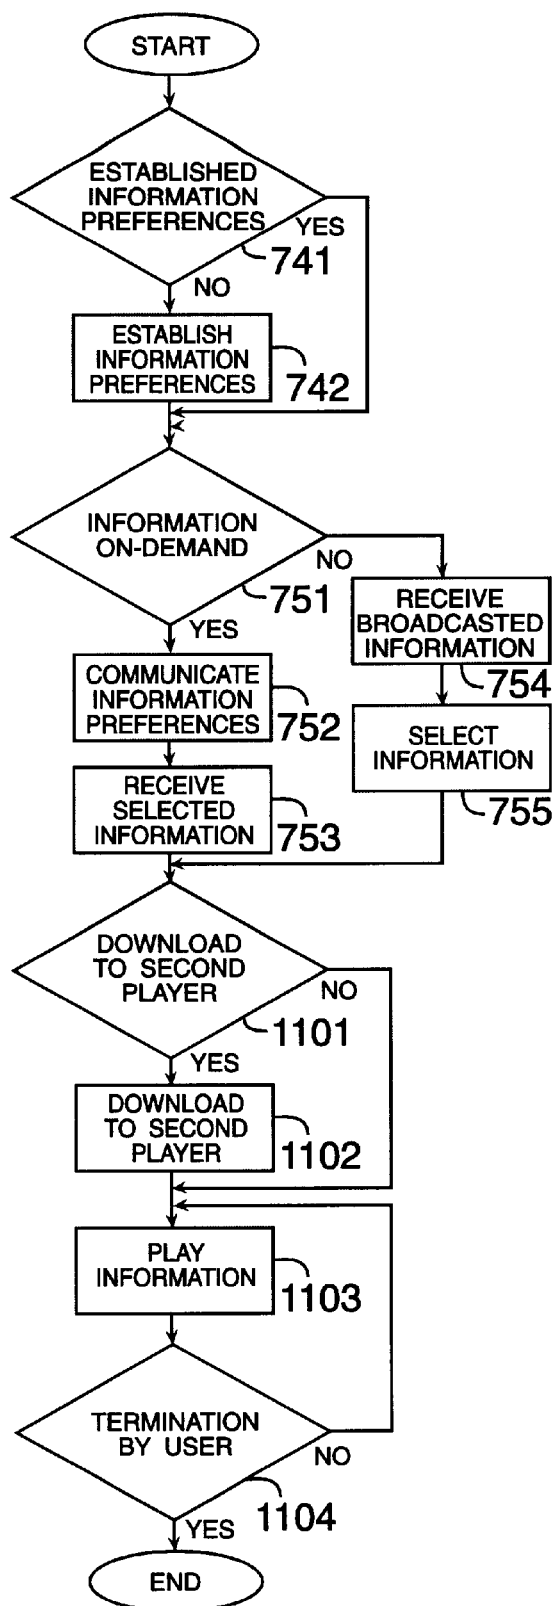 START
ESTABLISHED
INFORMATION
PREFERENCES
YES
741
NO
ESTABLISH
INFORMATION
PREFERENCES
742
INFORMATION
ON-DEMAND
NO
751
YES
RECEIVE
BROADCASTED
INFORMATION
754
COMMUNICATE
INFORMATION
PREFERENCES
752
SELECT
INFORMATION
755
RECEIVE
SELECTED
INFORMATION
753
DOWNLOAD
TO SECOND
PLAYER
NO
1101
YES
DOWNLOAD
TO SECOND
PLAYER
1102
PLAY
INFORMATION
1103
TERMINATION
BY USER
NO
1104
YES
END